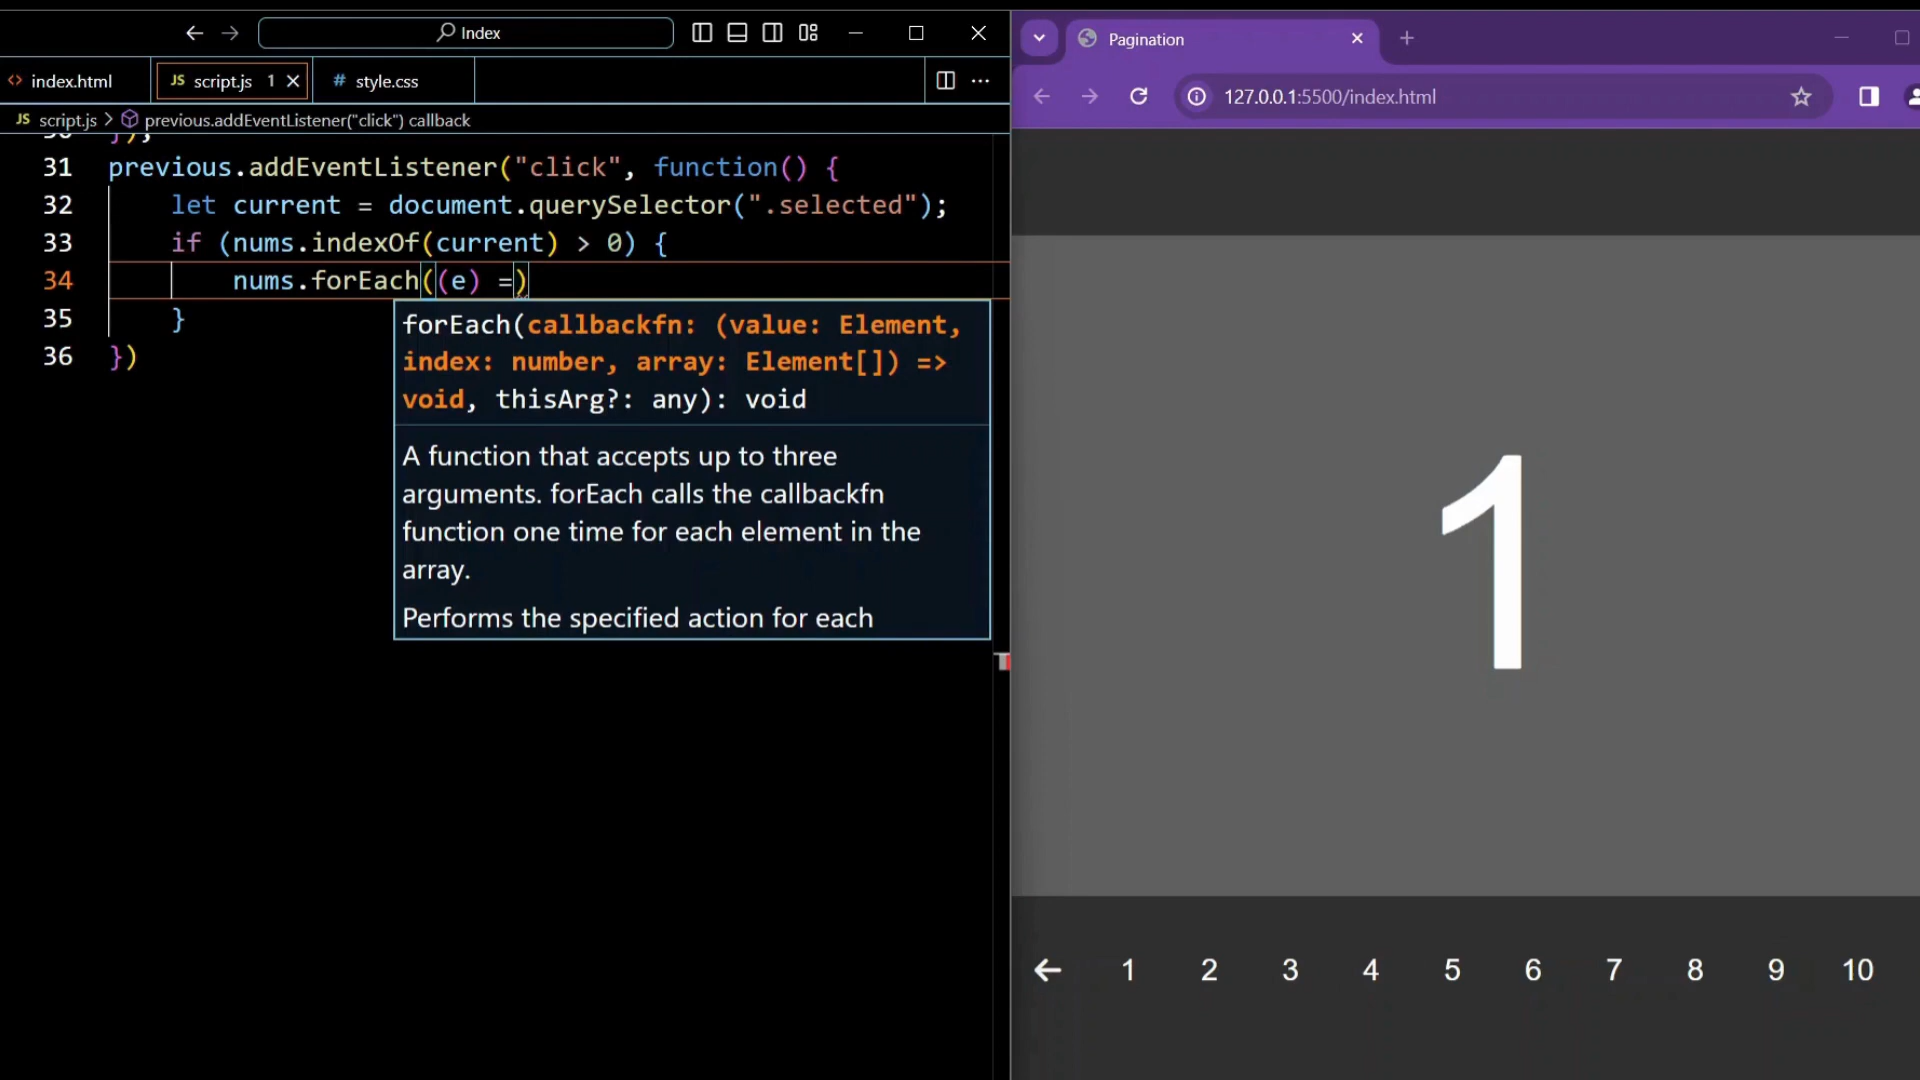 Index
index.html
JS script.js 1
# style.css
JS script.js > previous.addEventListener("click") callback
31 previous.addEventListener("click", function() {
32 let current = document.querySelector(".selected");
33 if (nums.indexOf(current) > 0) {
34 nums.forEach((e) =)
35 }
36 })
forEach(callbackfn: (value: Element,
index: number, array: Element[]) =>
void, thisArg?: any): void
A function that accepts up to three
arguments. forEach calls the callbackfn
function one time for each element in the
array.
Performs the specified action for each
Pagination
127.0.0.1:5500/index.html
1
1 2 3 4 5 6 7 8 9 10